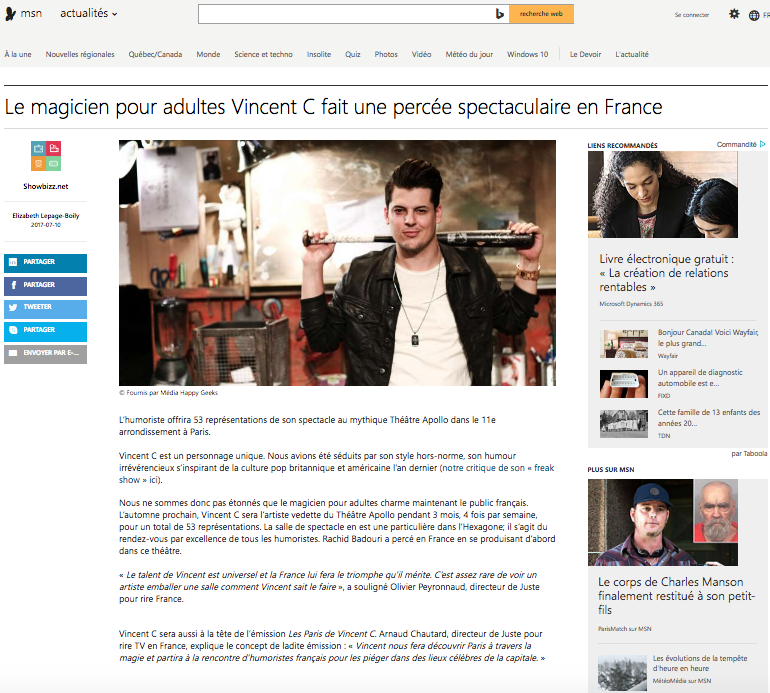 msn
actualités
recherche web
Se connecter
FR
À la une
Nouvelles régionales
Québec/Canada
Monde
Science et techno
Insolite
Quiz
Photos
Vidéo
Météo du jour
Windows 10
Le Devoir
L'actualité
Le magicien pour adultes Vincent C fait une percée spectaculaire en France
Showbizz.net
Elizabeth Lepage-Boily
2017-07-10
PARTAGER
PARTAGER
TWEETER
PARTAGER
ENVOYER PAR E-...
© Fournis par Média Happy Geeks
L'humoriste offrira 53 représentations de son spectacle au mythique Théâtre Apollo dans le 11e
arrondissement à Paris.
Vincent C est un personnage unique. Nous avions été séduits par son style hors-norme, son humour
irrévérencieux s'inspirant de la culture pop britannique et américaine l'an dernier (notre critique de son « freak
show » ici).
Nous ne sommes donc pas étonnés que le magicien pour adultes charme maintenant le public français.
L'automne prochain, Vincent C sera l'artiste vedette du Théâtre Apollo pendant 3 mois, 4 fois par semaine,
pour un total de 53 représentations. La salle de spectacle en est une particulière dans l'Hexagone; il s'agit du
rendez-vous par excellence de tous les humoristes. Rachid Badouri a percé en France en se produisant d'abord
dans ce théâtre.
« Le talent de Vincent est universel et la France lui fera le triomphe qu'il mérite. C'est assez rare de voir un
artiste emballer une salle comment Vincent sait le faire », a souligné Olivier Peyronnaud, directeur de Juste
pour rire France.
Vincent C sera aussi à la tête de l'émission Les Paris de Vincent C. Arnaud Chautard, directeur de Juste pour
rire TV en France, explique le concept de ladite émission : « Vincent nous fera découvrir Paris à travers la
magie et partira à la rencontre d'humoristes français pour les piéger dans des lieux célèbres de la capitale. »
LIENS RECOMMANDÉS
Commandité
Livre électronique gratuit :
« La création de relations
rentables »
Microsoft Dynamics 365
Bonjour Canada! Voici Wayfair,
le plus grand...
Wayfair
Un appareil de diagnostic
automobile est e...
FIXD
Cette famille de 13 enfants des
années 20...
TDN
par Taboola
PLUS SUR MSN
Le corps de Charles Manson
finalement restitué à son petit-
fils
ParisMatch sur MSN
Les évolutions de la tempête
d'heure en heure
MétéoMédia sur MSN